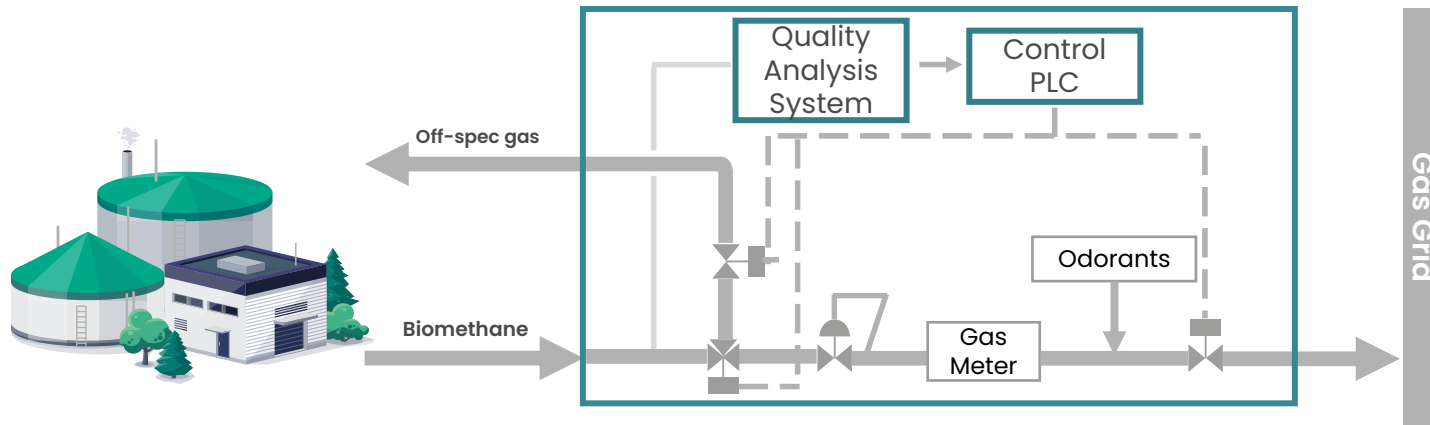 Quality
Analysis
System
Control
PLC
Off-spec gas
Gas Grid
Odorants
Biomethane
Gas
Meter